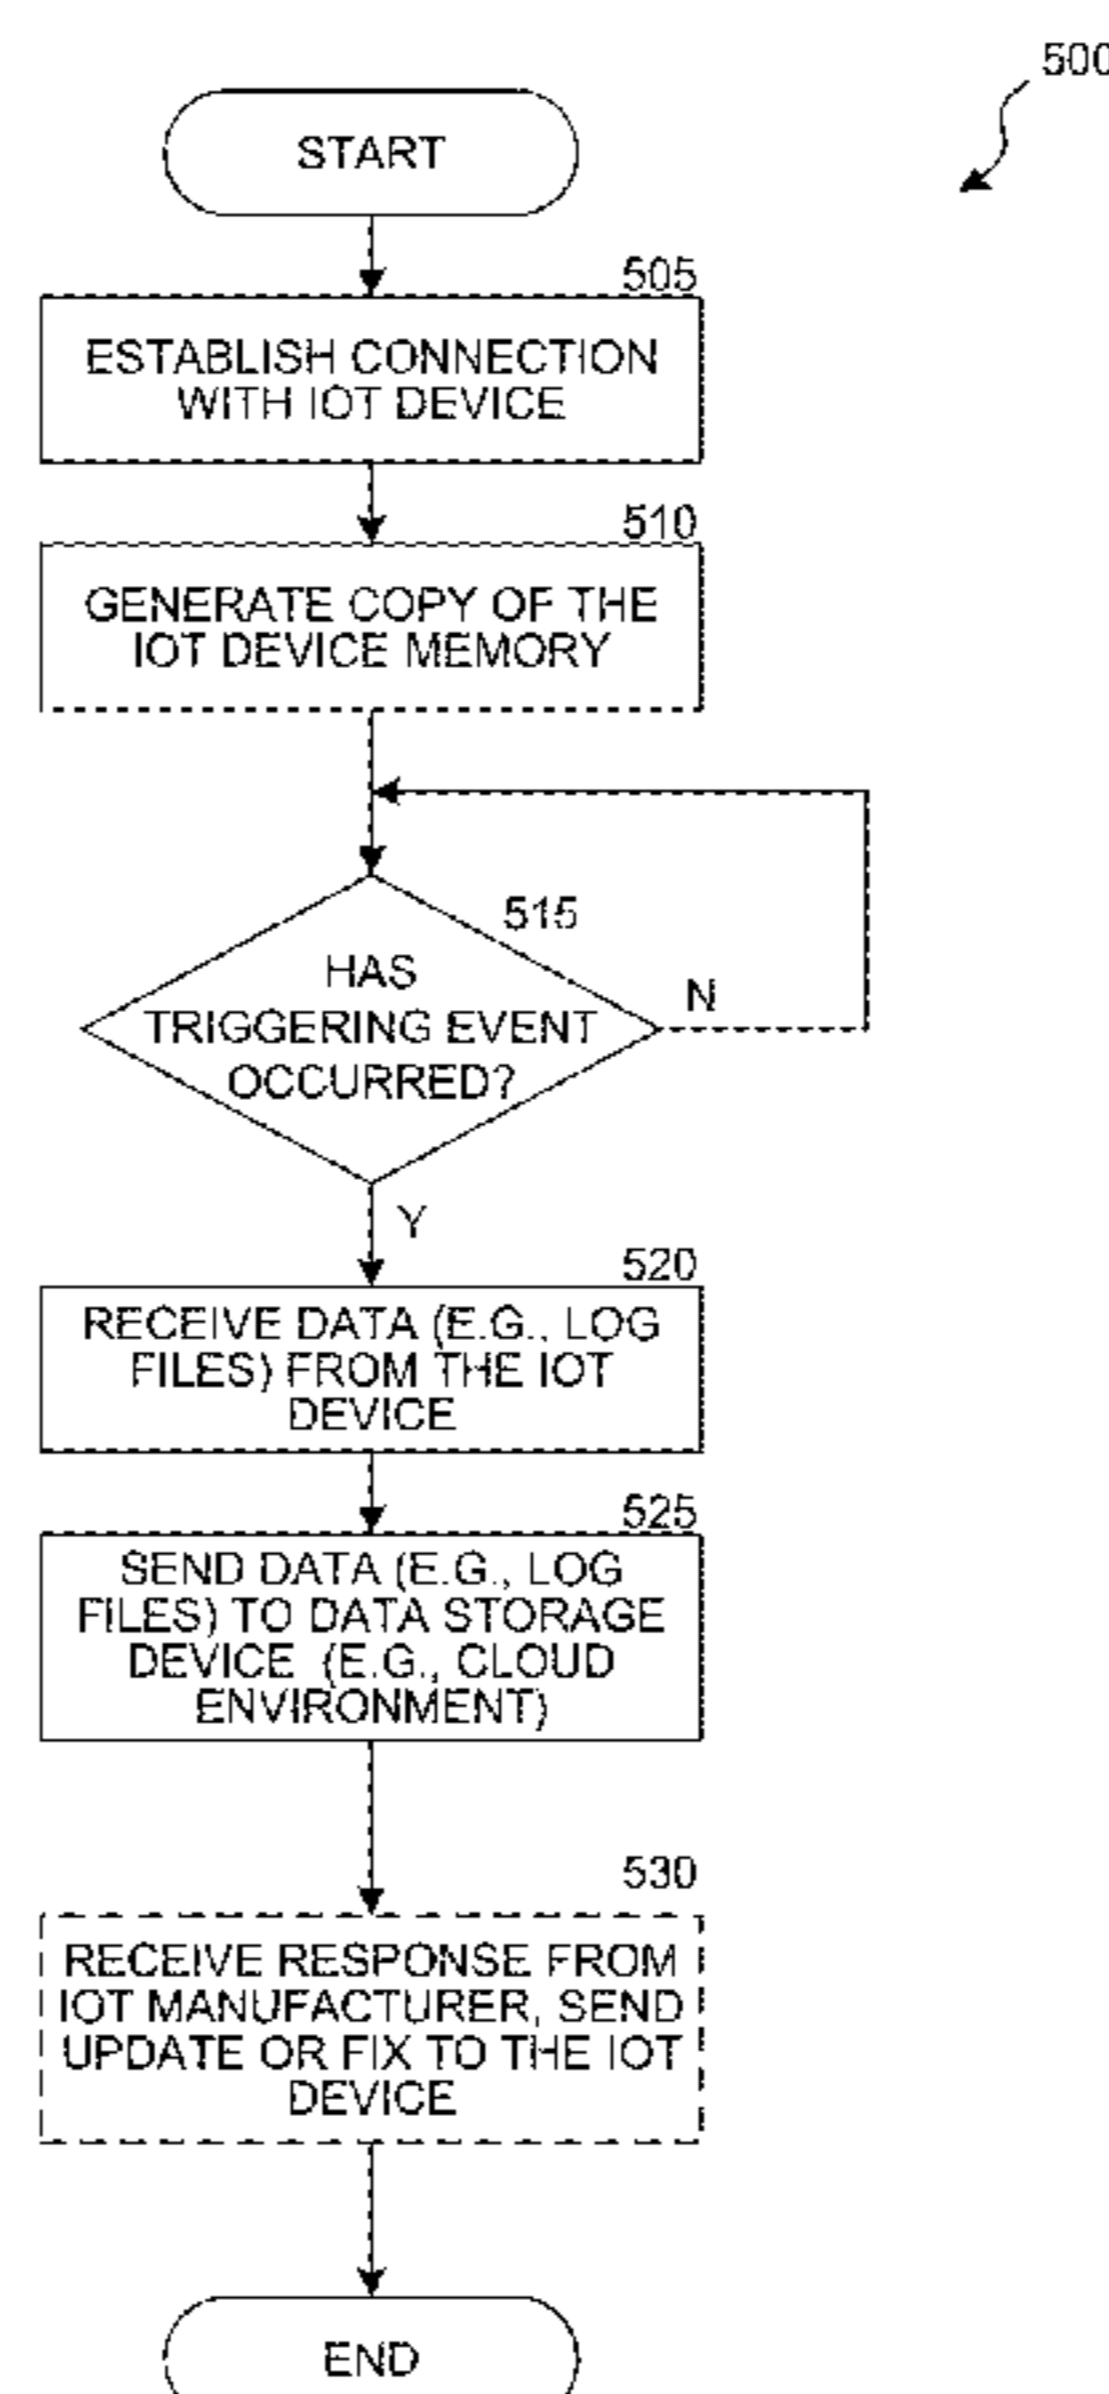 500
START
505
ESTABLISH CONNECTION
WITH IOT DEVICE
510
GENERATE COPY OF THE
IOT DEVICE MEMORY
515
HAS
TRIGGERING EVENT
OCCURRED?
N
Y
520
RECEIVE DATA (E.G., LOG
FILES) FROM THE IOT
DEVICE
525
SEND DATA (E.G., LOG
FILES) TO DATA STORAGE
DEVICE (E.G., CLOUD
ENVIRONMENT)
530
RECEIVE RESPONSE FROM
IOT MANUFACTURER, SEND
UPDATE OR FIX TO THE IOT
DEVICE
END